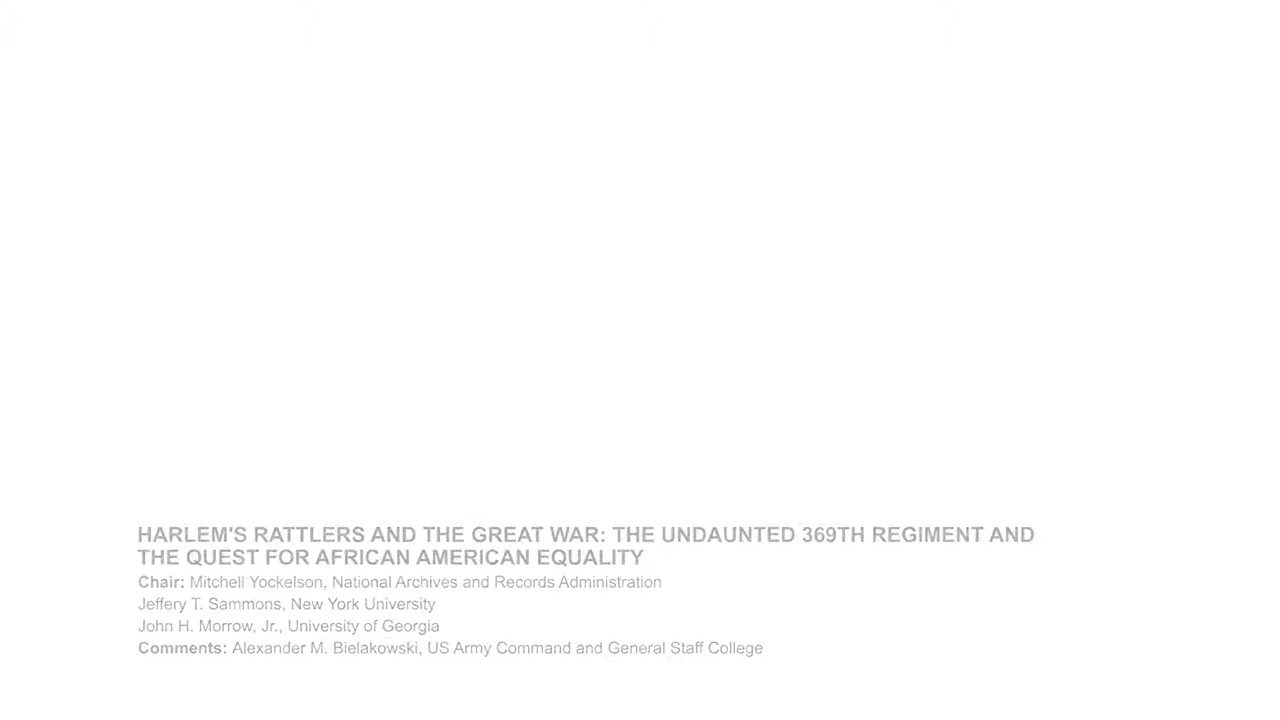 HARLEM'S RATTLERS AND THE GREAT WAR: THE UNDAUNTED 369TH REGIMENT AND
THE QUEST FOR AFRICAN AMERICAN EQUALITY
Chair: Mitchell Yockelson, National Archives and Records Administration
Jeffery T. Sammons, New York University
John H. Morrow, Jr., University of Georgia
Comments: Alexander M. Bielakowski, US Army Command and General Staff College